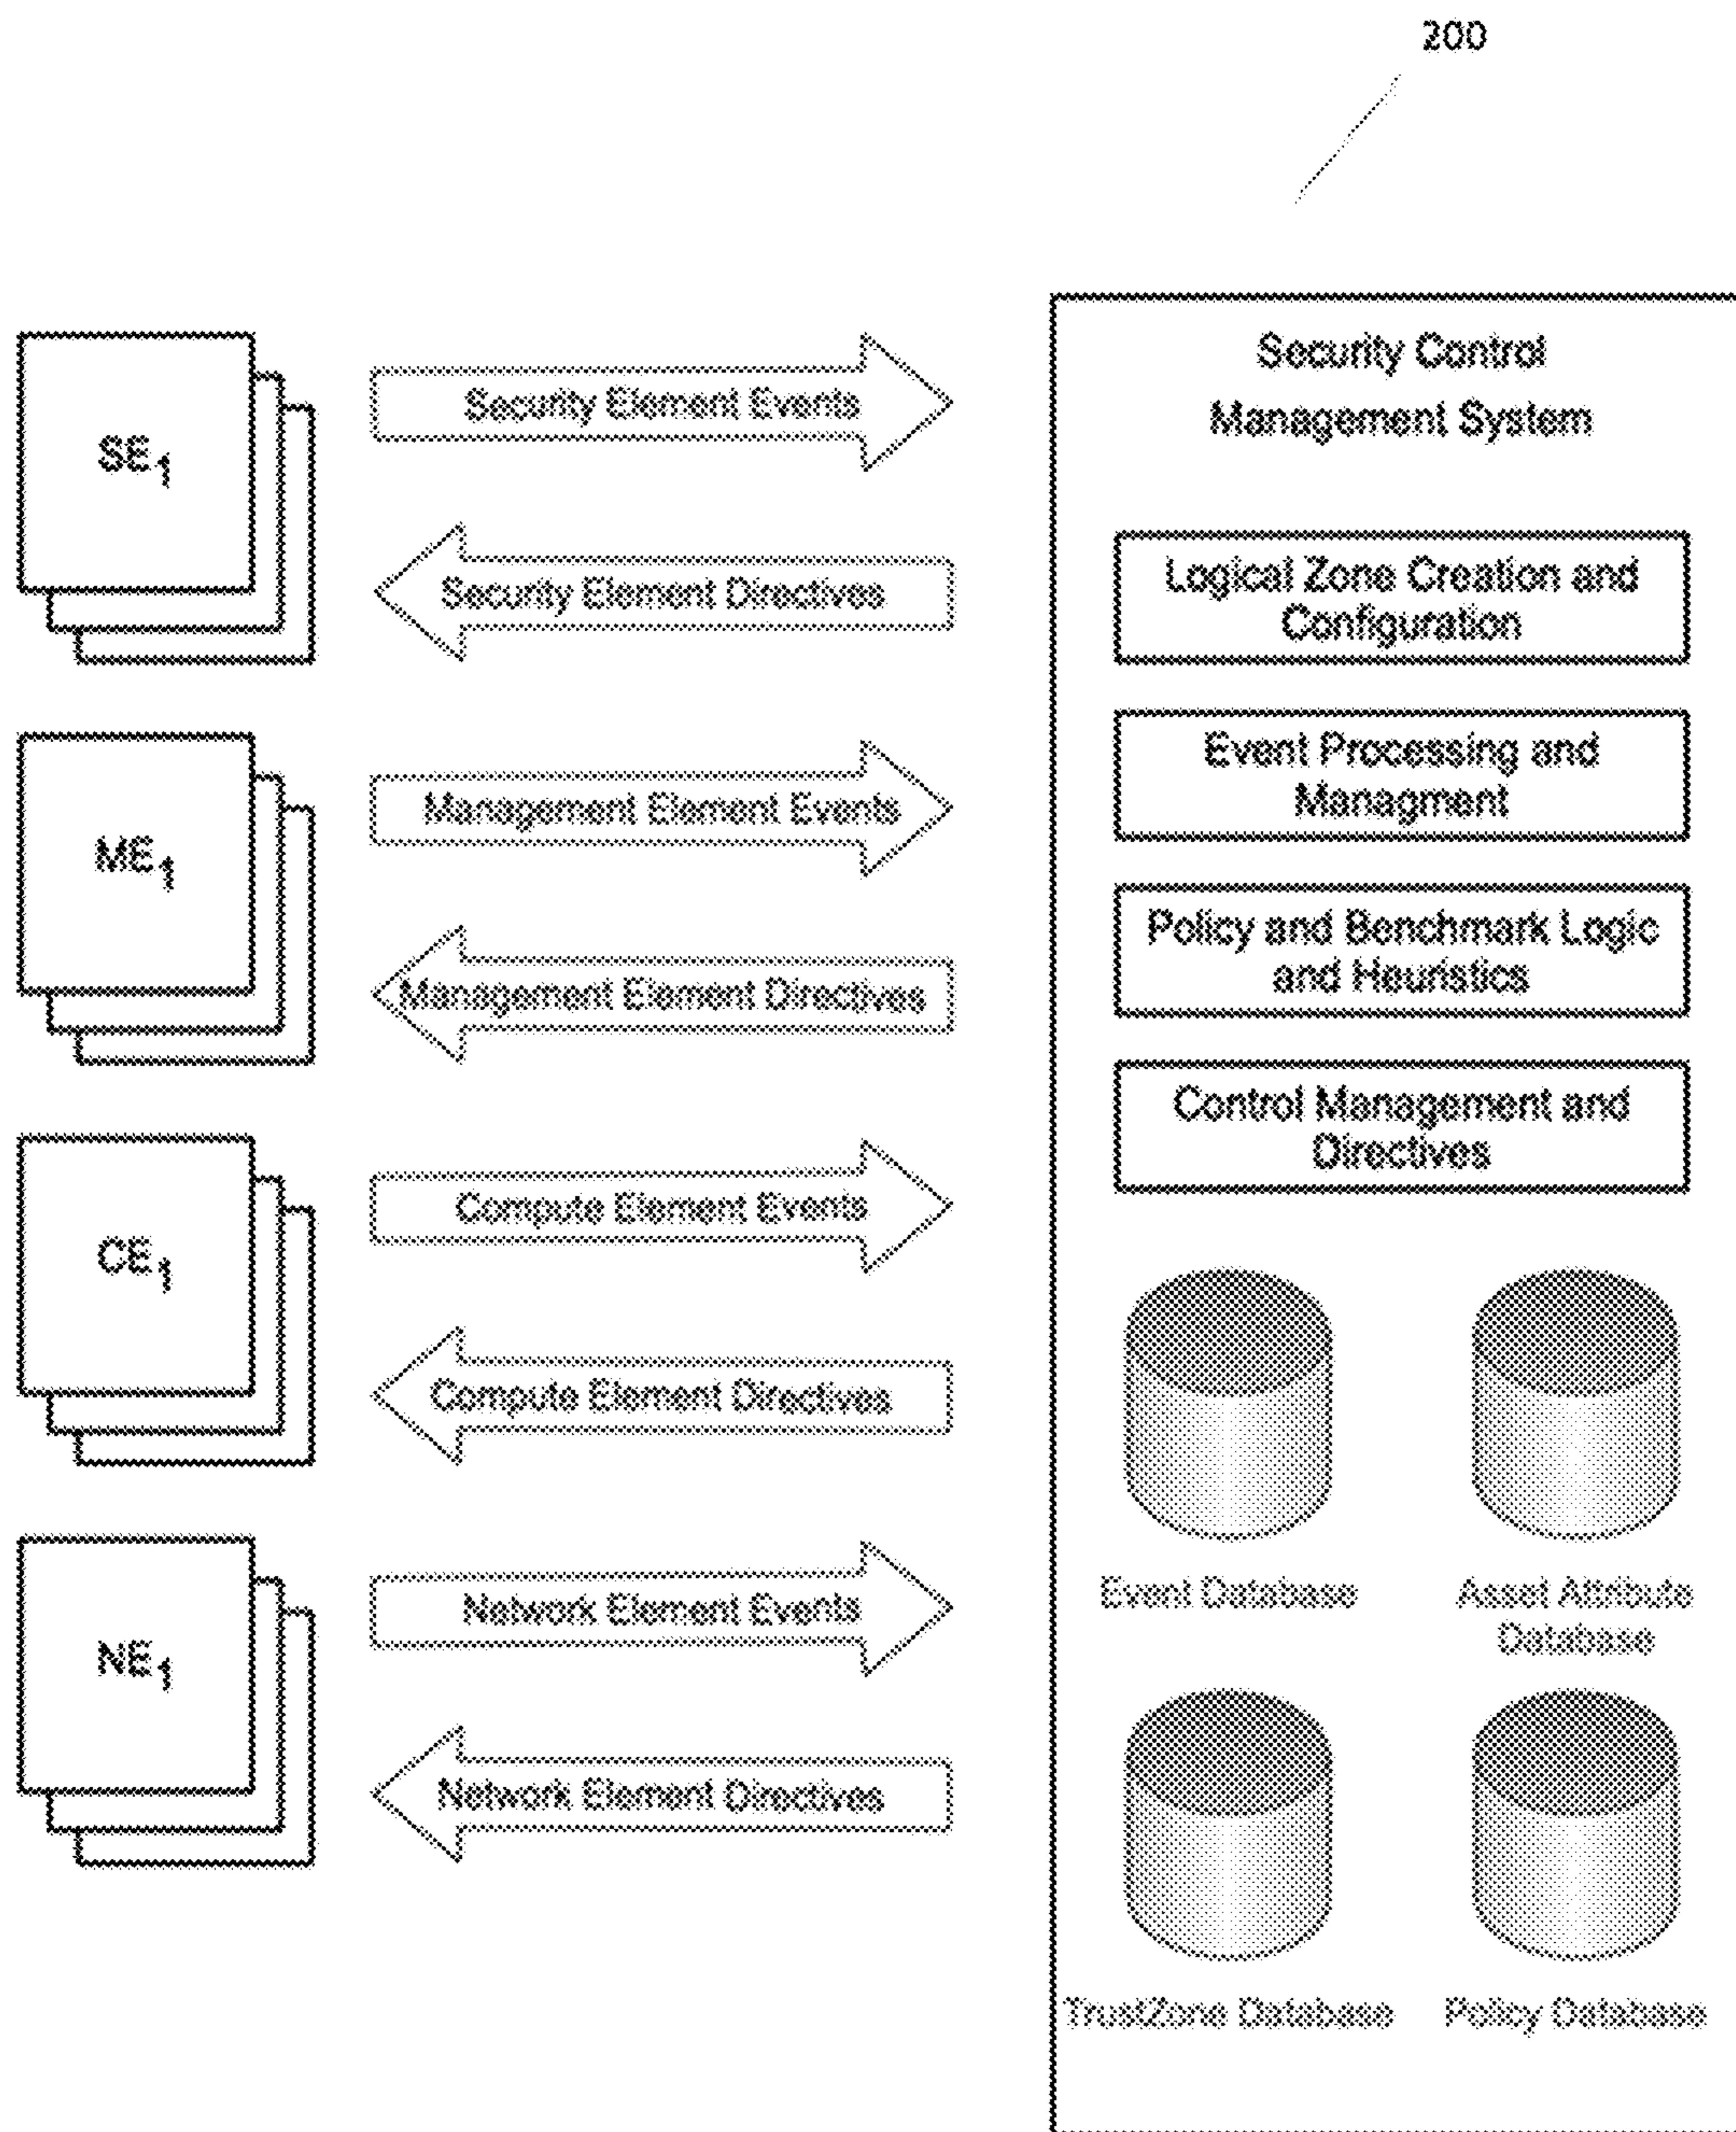 200
SE1
Security Element Events
Security Element Directives
ME1
Management Element Events
Management Element Directives
CE1
Compute Element Events
Compute Element Directives
NE1
Network Element Events
Network Element Directives
Security Control
Management System
Logical Zone Creation and
Configuration
Event Processing and
Managment
Policy and Benchmark Logic
and Heuristics
Control Management and
Directives
Event Database
Asset Attribute
Database
TrustZone Database
Policy Database